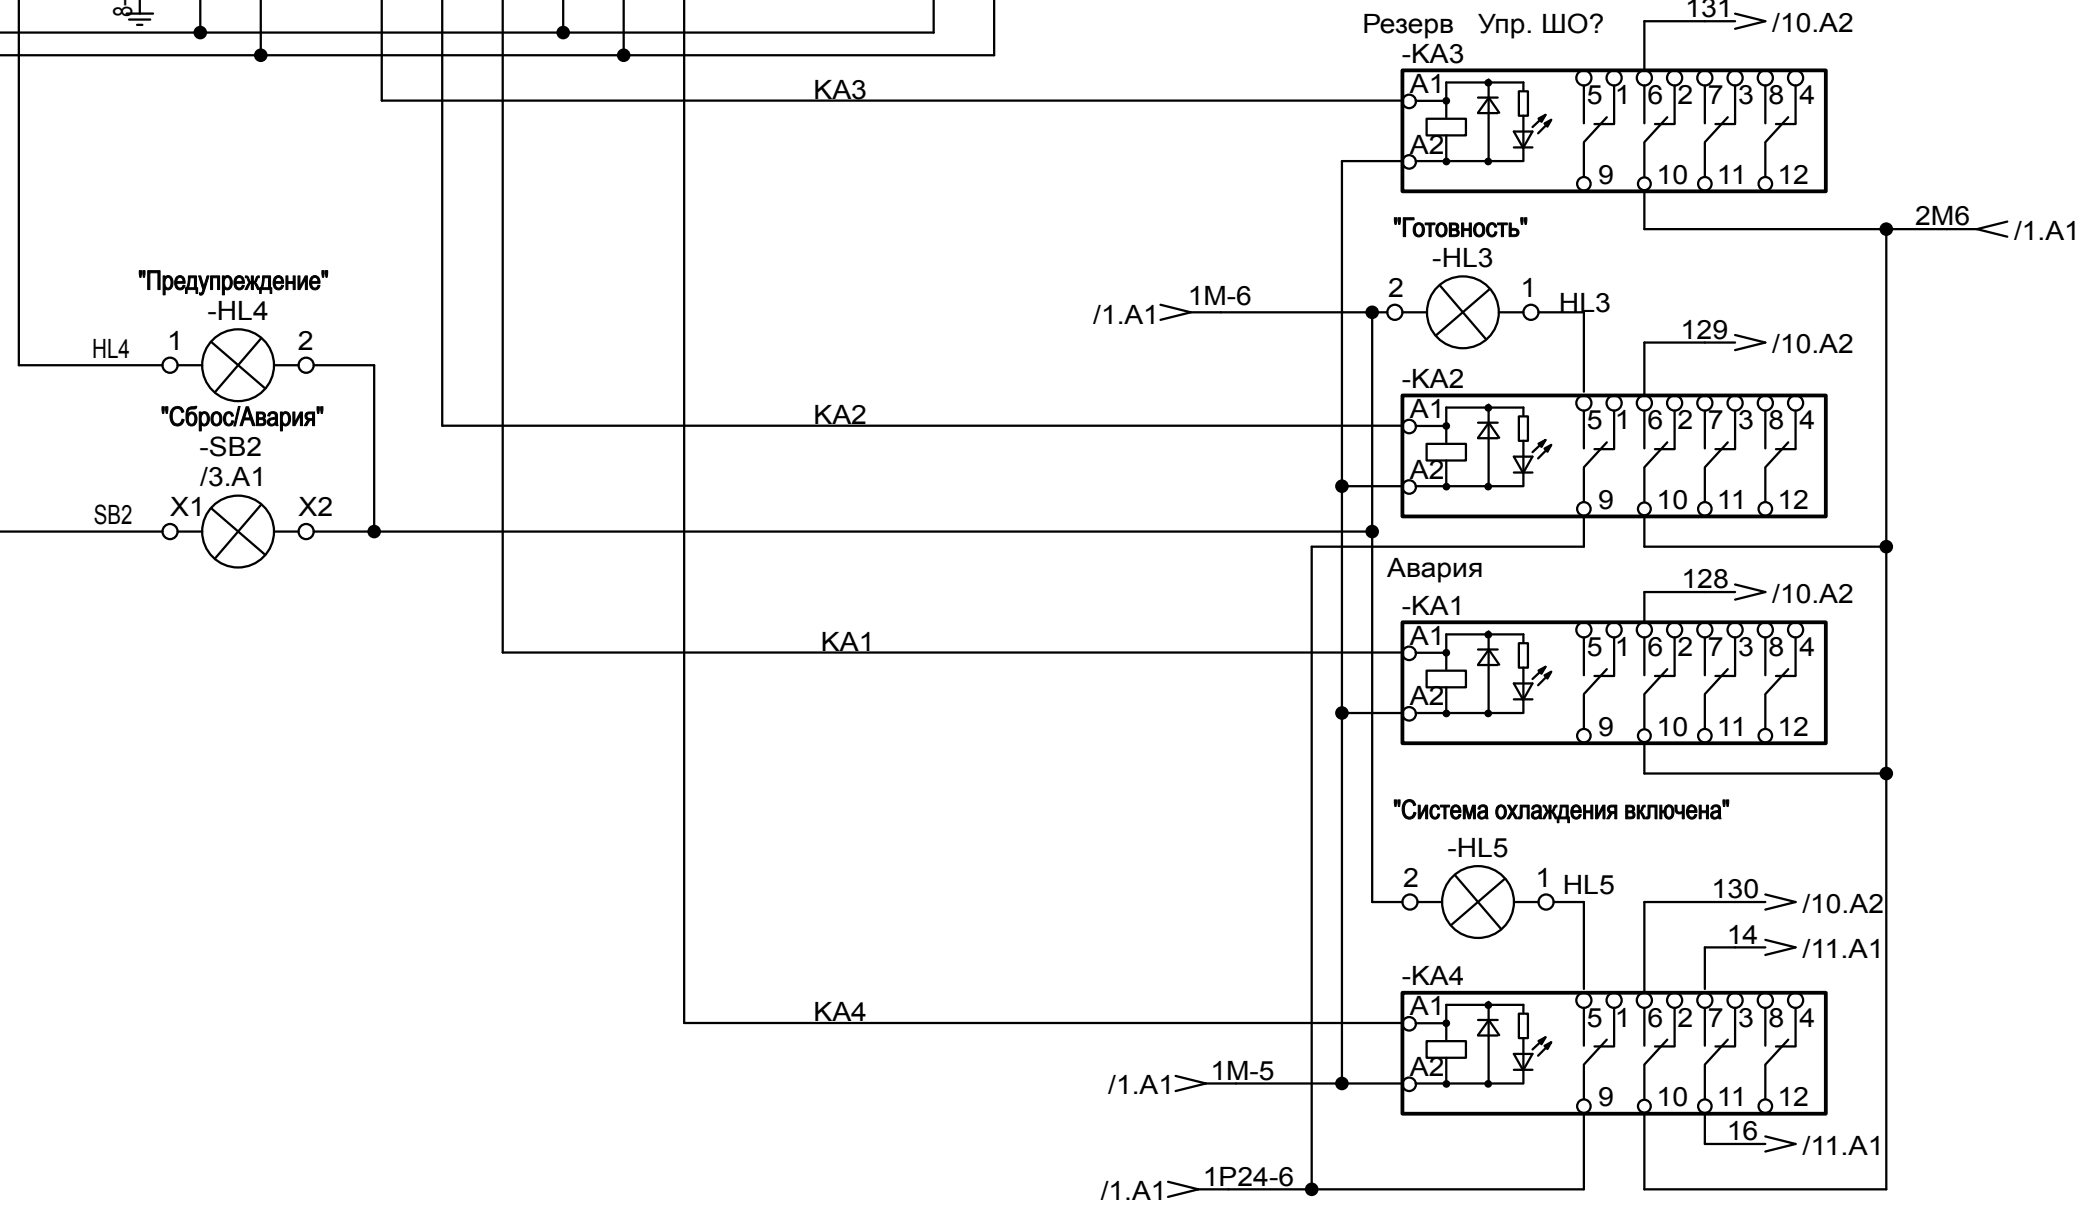 8
131
Резерв Упр. ШО?
/10.A2
-KA3
KA3
A1
5 1 6 2 7 3 8 4
A2
9 10 11 12
2M6
/1.A1
"Готовность"
-HL3
"Предупреждение"
-HL4
1M-6
/1.A1
2 1 HL3
129
/10.A2
HL4 1 2
-KA2
"Сброс/Авария"
KA2
A1
5 1 6 2 7 3 8 4
-SB2
/3.A1
A2
SB2 X1 X2
9 10 11 12
Авария
128
/10.A2
-KA1
KA1
A1
5 1 6 2 7 3 8 4
A2
9 10 11 12
"Система охлаждения включена"
-HL5
2 1 HL5
130
/10.A2
14
/11.A1
-KA4
KA4
A1
5 1 6 2 7 3 8 4
1M-5
/1.A1
A2
9 10 11 12
16
/11.A1
1P24-6
/1.A1